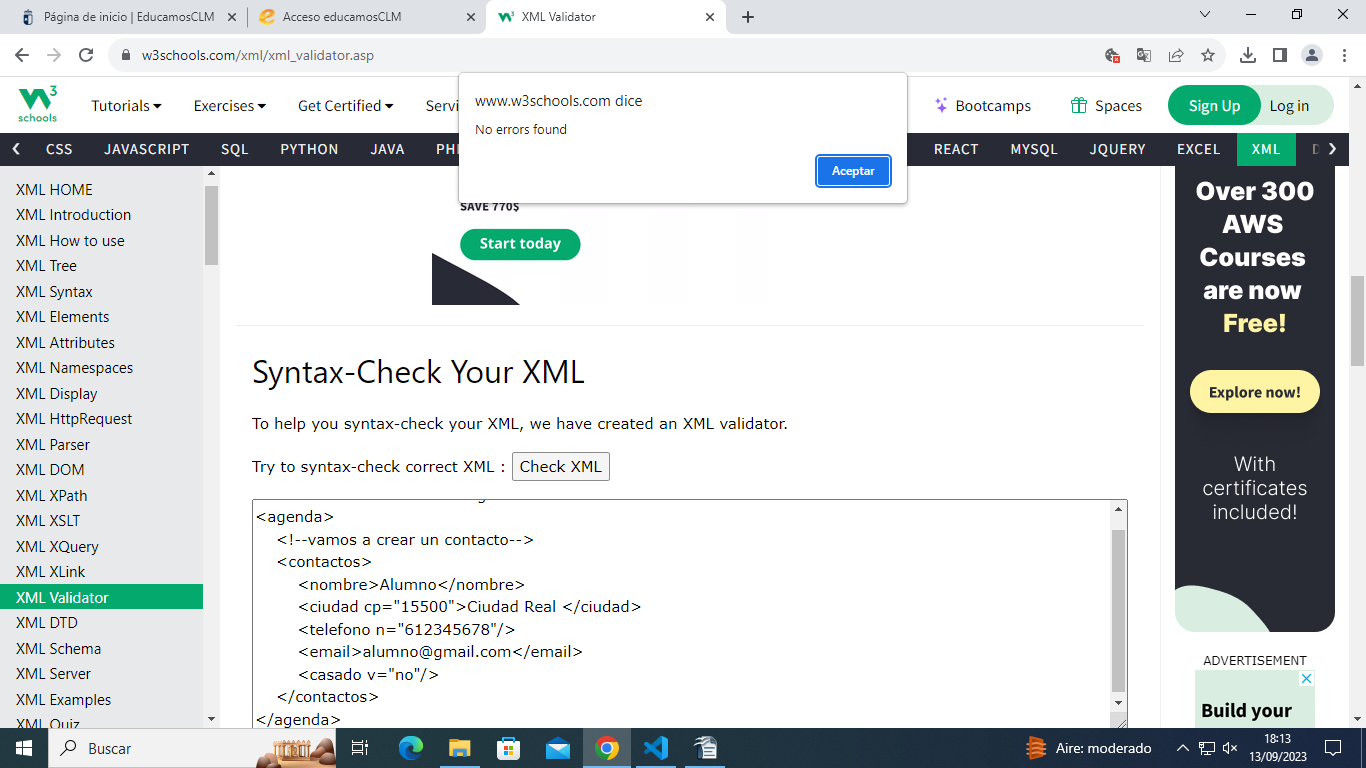 Página de inicio | EducamosCLM
Acceso educamosCLM
XML Validator
w3schools.com/xml/xml_validator.asp
www.w3schools.com dice
No errors found
Aceptar
3
schools
Tutorials
Exercises
Get Certified
Servi
Bootcamps
Spaces
Sign Up
Log in
CSS
JAVASCRIPT
SQL
PYTHON
JAVA
REACT
MYSQL
JQUERY
EXCEL
XML
XML HOME
XML Introduction
XML How to use
XML Tree
XML Syntax
XML Elements
XML Attributes
XML Namespaces
XML Display
XML HttpRequest
XML Parser
XML DOM
XML XPath
XML XSLT
XML XQuery
XML XLink
XML Validator
XML DTD
XML Schema
XML Server
XML Examples
XML Quiz
SAVE 770$
Start today
Syntax-Check Your XML
To help you syntax-check your XML, we have created an XML validator.
Try to syntax-check correct XML :
Check XML
<agenda>
<!--vamos a crear un contacto-->
<contactos>
<nombre>Alumno</nombre>
<ciudad cp="15500">Ciudad Real </ciudad>
<telefono n="612345678"/>
<email>alumno@gmail.com</email>
<casado v="no"/>
</contactos>
</agenda>
Over 300
AWS
Courses
are now
Free!
Explore now!
With
certificates
included!
ADVERTISEMENT
Build your
Buscar
Aire: moderado
18:13
13/09/2023